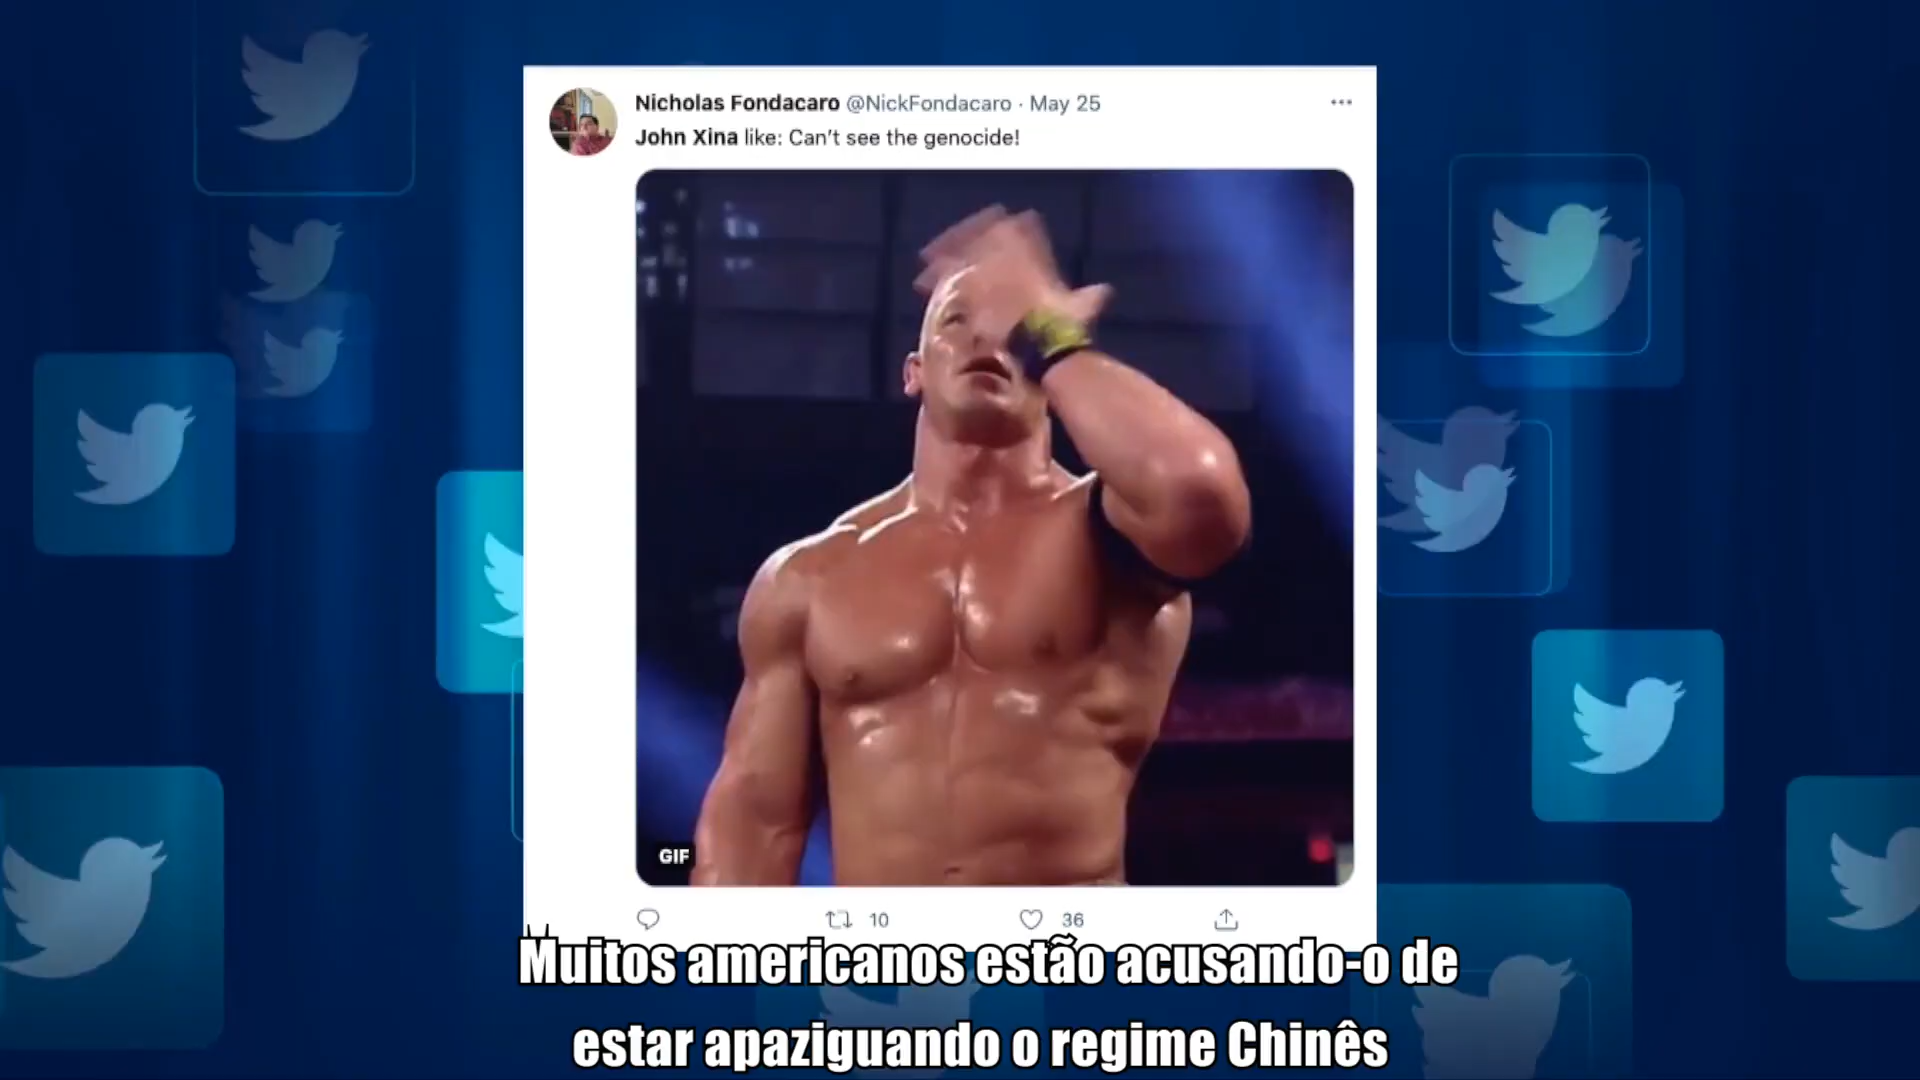 Nicholas Fondacaro @NickFondacaro · May 25
John Xina like: Can't see the genocide!
GIF
10 36
Muitos americanos estão acusando-o de
estar apaziguando o regime Chinês